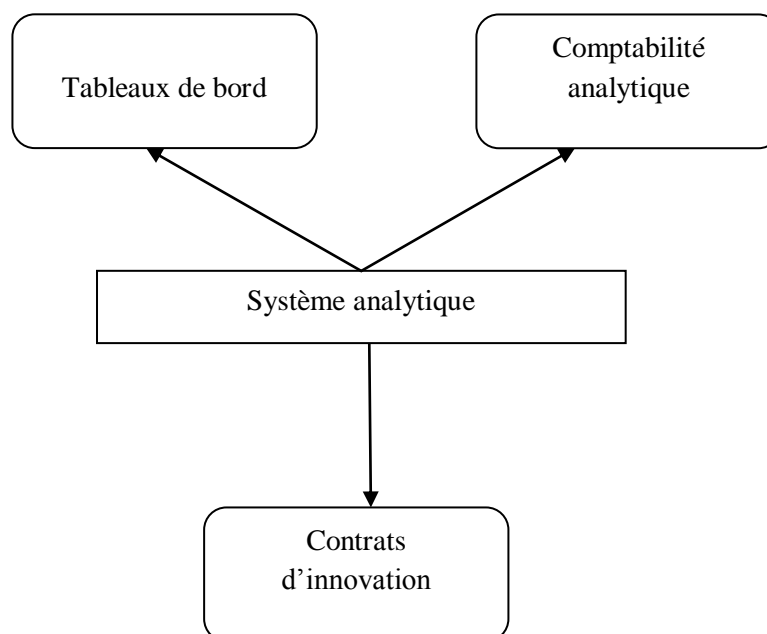 Tableaux de bord
Comptabilité
analytique
Système analytique
Contrats
d’innovation